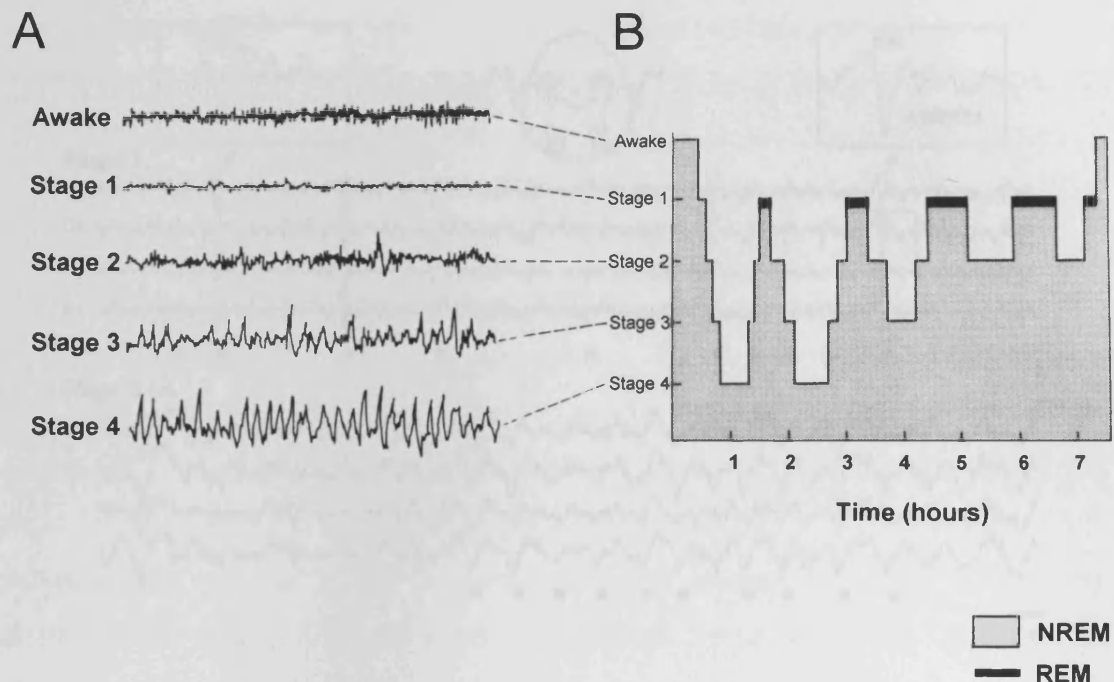 A
B
Awake
Stage 1
Stage 2
Stage 3
Stage 4
Awake
Stage 1
Stage 2
Stage 3
Stage 4
1 2 3 4 5 6 7
Time (hours)
NREM
REM